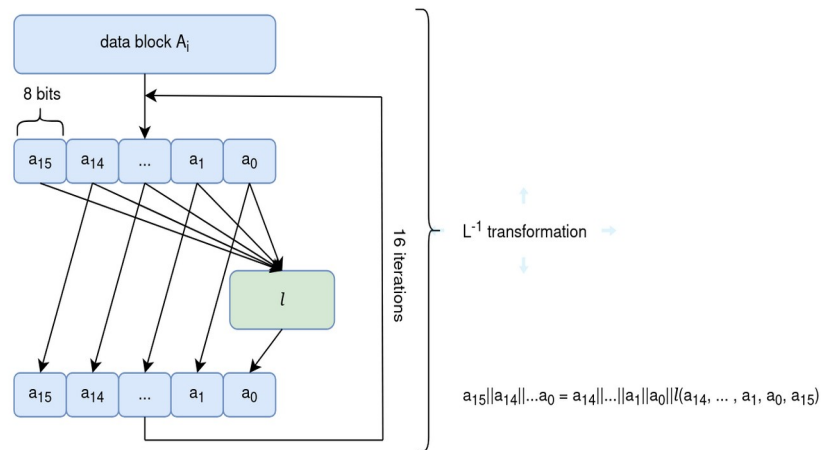 data block Aᵢ
8 bits
a₁₅ a₁₄ ... a₁ a₀
16 iterations
L⁻¹ transformation
l
a₁₅ a₁₄ ... a₁ a₀
a₁₅||a₁₄||...a₀ = a₁₄||...||a₁||a₀||l(a₁₄, ... , a₁, a₀, a₁₅)